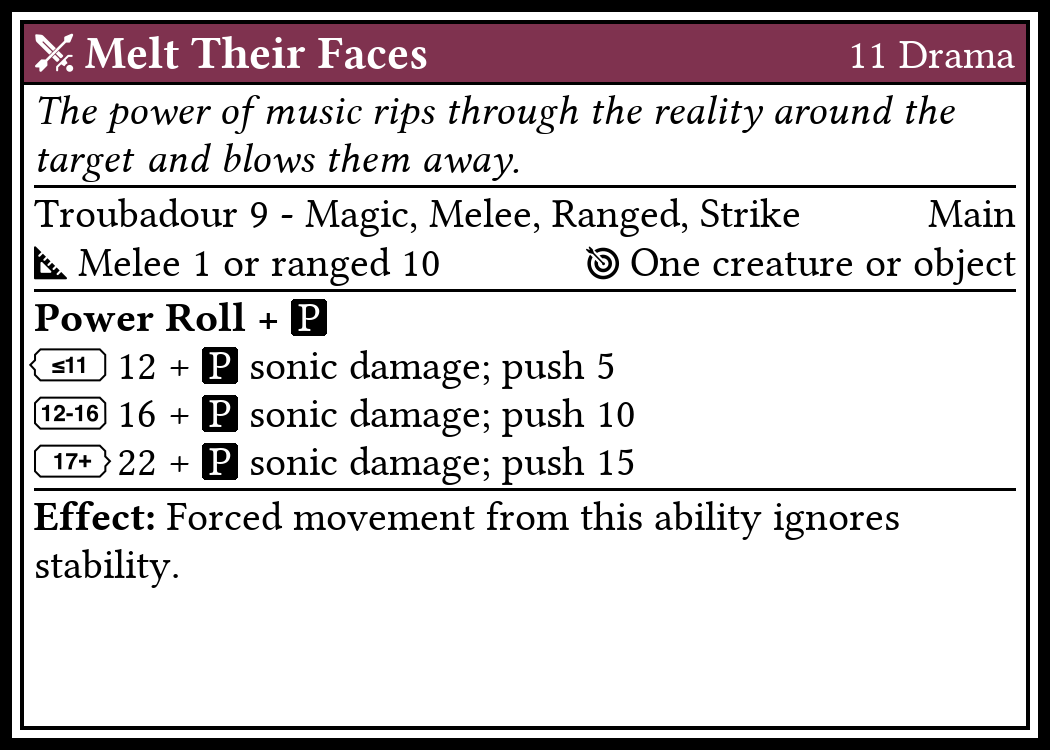 Melt Their Faces 11 Drama
The power of music rips through the reality around the
target and blows them away.
Troubadour 9 - Magic, Melee, Ranged, Strike Main
Melee 1 or ranged 10 One creature or object
Power Roll + P
≤11 12 + P sonic damage; push 5
12-16 16 + P sonic damage; push 10
17+ 22 + P sonic damage; push 15
Effect: Forced movement from this ability ignores
stability.